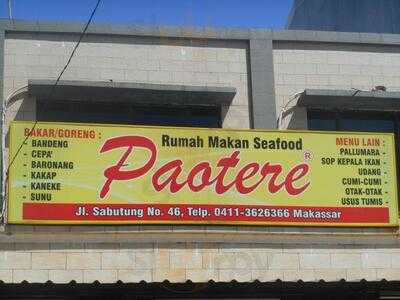 BAKAR/GORENG :
- BANDENG
- CEPA'
- BARONANG
- KAKAP
- KANEKE
- SUNU
Rumah Makan Seafood
Paotere ®
MENU LAIN :
PALLUMARA -
SOP KEPALA IKAN -
UDANG -
CUMI-CUMI -
OTAK-OTAK -
USUS TUMIS -
Jl. Sabutung No. 46, Telp. 0411-3626366 Makassar